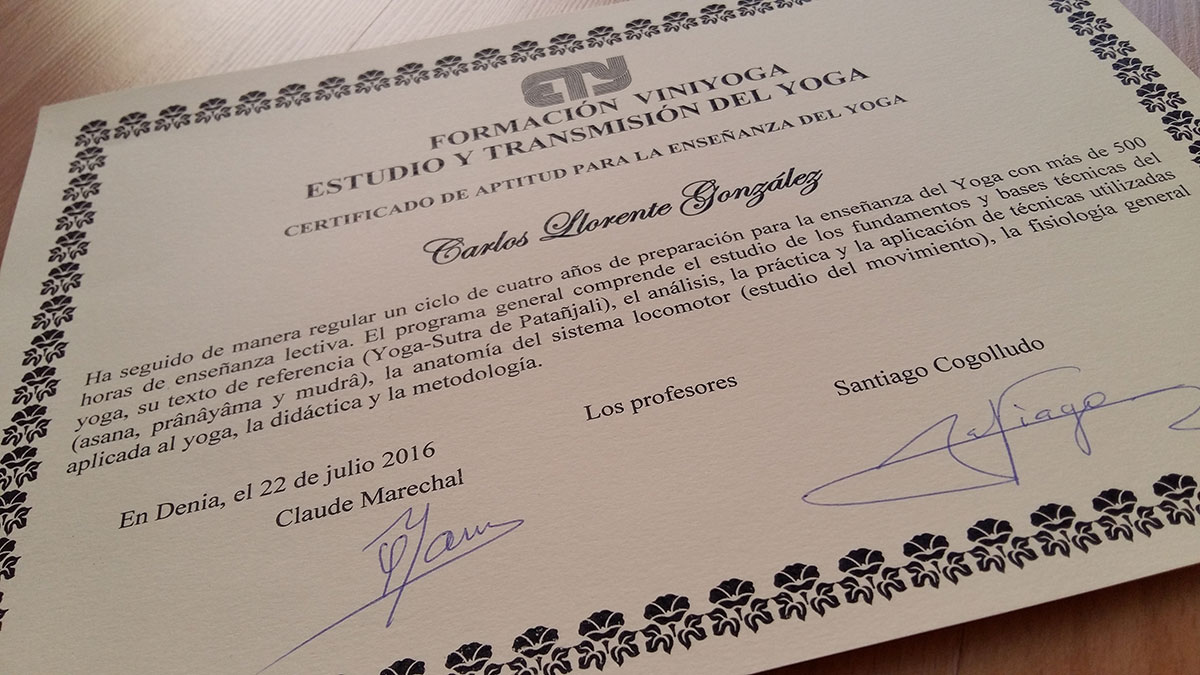 ETY
FORMACIÓN VINIYOGA
ESTUDIO Y TRANSMISIÓN DEL YOGA
CERTIFICADO DE APTITUD PARA LA ENSEÑANZA DEL YOGA
Carlos Llorente González
Ha seguido de manera regular un ciclo de cuatro años de preparación para la enseñanza del Yoga con más de 500
horas de enseñanza lectiva. El programa general comprende el estudio de los fundamentos y bases técnicas del
yoga, su texto de referencia (Yoga-Sutra de Patañjali), el análisis, la práctica y la aplicación de técnicas utilizadas
(asana, prânâyâma y mudrâ), la anatomía del sistema locomotor (estudio del movimiento), la fisiología general
aplicada al yoga, la didáctica y la metodología.
En Denia, el 22 de julio 2016
Los profesores
Claude Marechal
Santiago Cogolludo